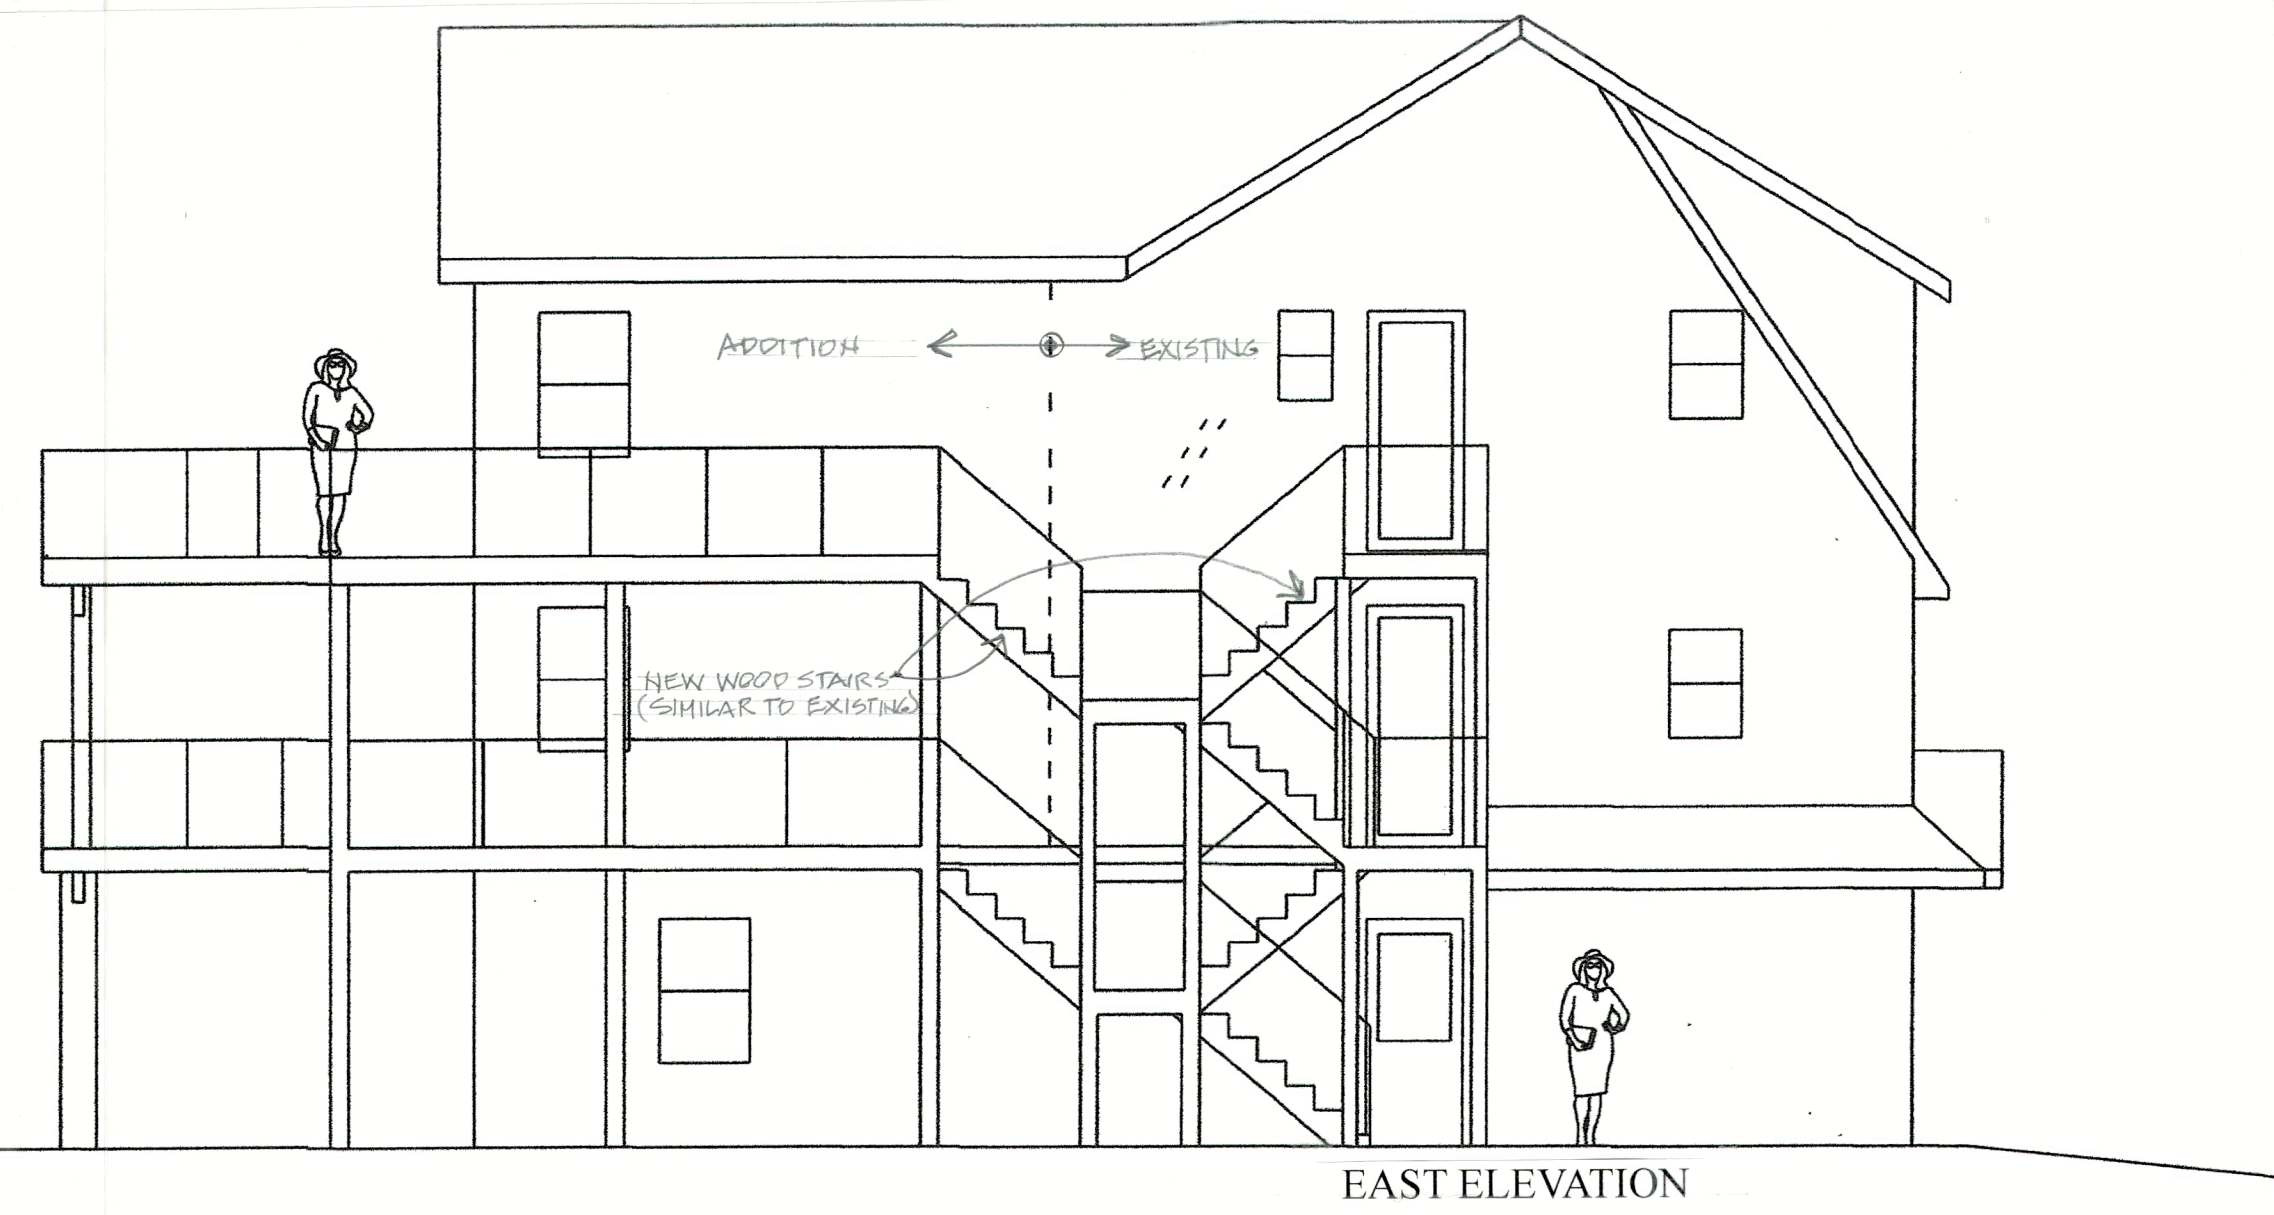 ADDITION
EXISTING
NEW WOOD STAIRS
(SIMILAR TO EXISTING)
EAST ELEVATION